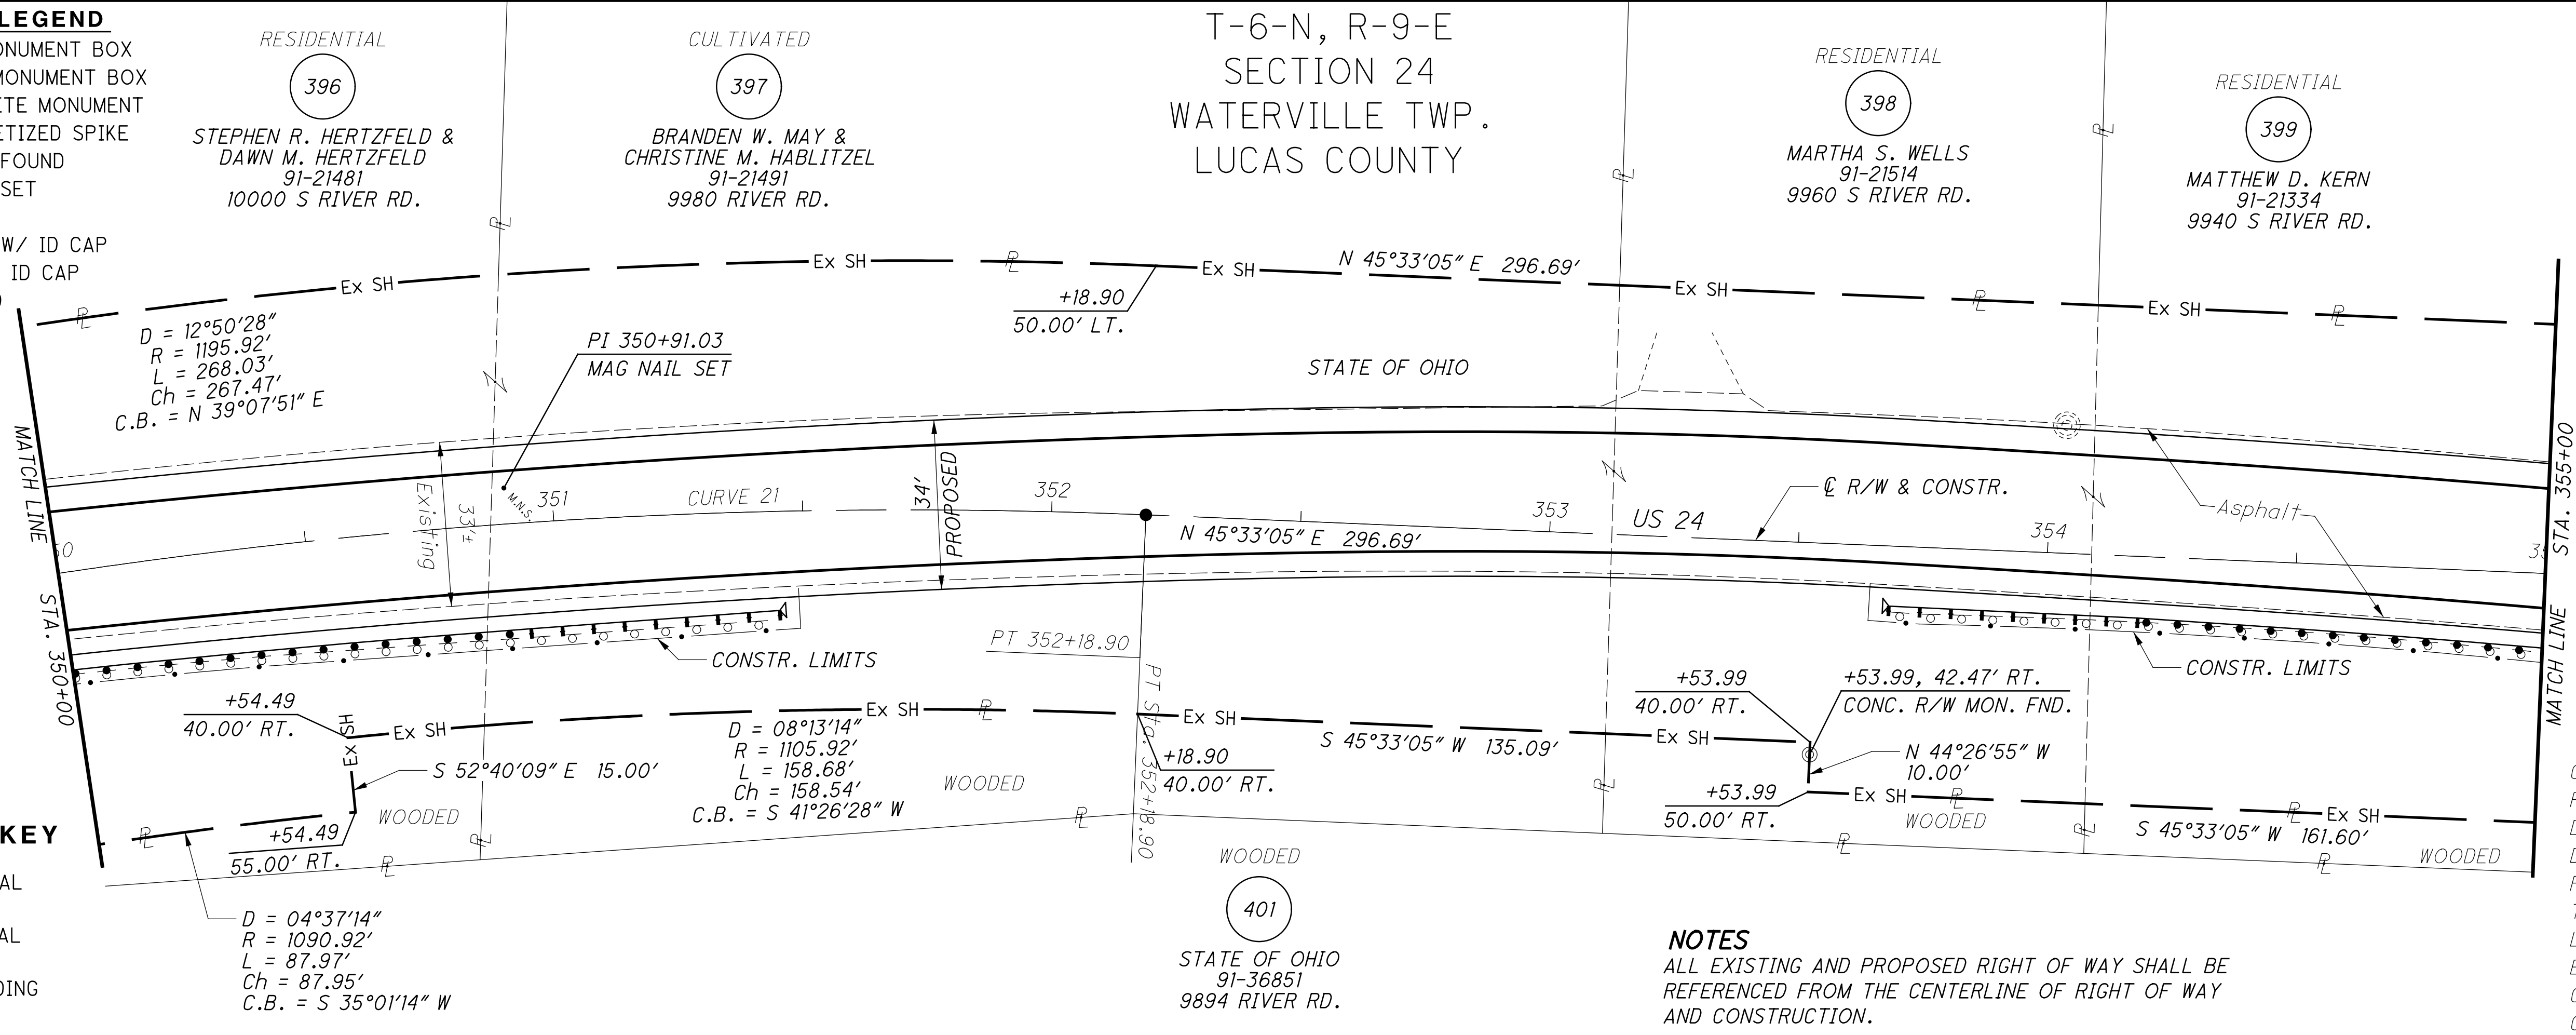 LEGEND
ONUMENT BOX
MONUMENT BOX
ETE MONUMENT
ETIZED SPIKE
FOUND
SET
W/ ID CAP
ID CAP
RESIDENTIAL
396
STEPHEN R. HERTZFELD &
DAWN M. HERTZFELD
91-21481
10000 S RIVER RD.
CULTIVATED
397
BRANDEN W. MAY &
CHRISTINE M. HABLITZEL
91-21491
9980 RIVER RD.
T-6-N, R-9-E
SECTION 24
WATERVILLE TWP.
LUCAS COUNTY
RESIDENTIAL
398
MARTHA S. WELLS
91-21514
9960 S RIVER RD.
RESIDENTIAL
399
MATTHEW D. KERN
91-21334
9940 S RIVER RD.
Ex SH
Ex SH
Ex SH
N 45°33'05" E 296.69'
Ex SH
Ex SH
+18.90
50.00' LT.
D = 12°50'28"
R = 1195.92'
L = 268.03'
Ch = 267.47'
C.B. = N 39°07'51" E
PI 350+91.03
MAG NAIL SET
STATE OF OHIO
MATCH LINE
STA. 350+00
50
Existing
33'±
M.N.S.
351
CURVE 21
34'
PROPOSED
352
N 45°33'05" E 296.69'
353
US 24
℄ R/W & CONSTR.
354
Asphalt
35
MATCH LINE
STA. 355+00
CONSTR. LIMITS
PT 352+18.90
PT Sta. 352+18.90
CONSTR. LIMITS
+54.49
40.00' RT.
Ex SH
Ex SH
Ex SH
Ex SH
S 45°33'05" W 135.09'
Ex SH
+53.99
40.00' RT.
+53.99, 42.47' RT.
CONC. R/W MON. FND.
N 44°26'55" W
10.00'
S 52°40'09" E 15.00'
D = 08°13'14"
R = 1105.92'
L = 158.68'
Ch = 158.54'
C.B. = S 41°26'28" W
WOODED
+18.90
40.00' RT.
+53.99
50.00' RT.
Ex SH
Ex SH
WOODED
S 45°33'05" W 161.60'
WOODED
WOODED
+54.49
55.00' RT.
KEY
AL
AL
DING
D = 04°37'14"
R = 1090.92'
L = 87.97'
Ch = 87.95'
C.B. = S 35°01'14" W
WOODED
401
STATE OF OHIO
91-36851
9894 RIVER RD.
NOTES
ALL EXISTING AND PROPOSED RIGHT OF WAY SHALL BE
REFERENCED FROM THE CENTERLINE OF RIGHT OF WAY
AND CONSTRUCTION.
MATCH LINE